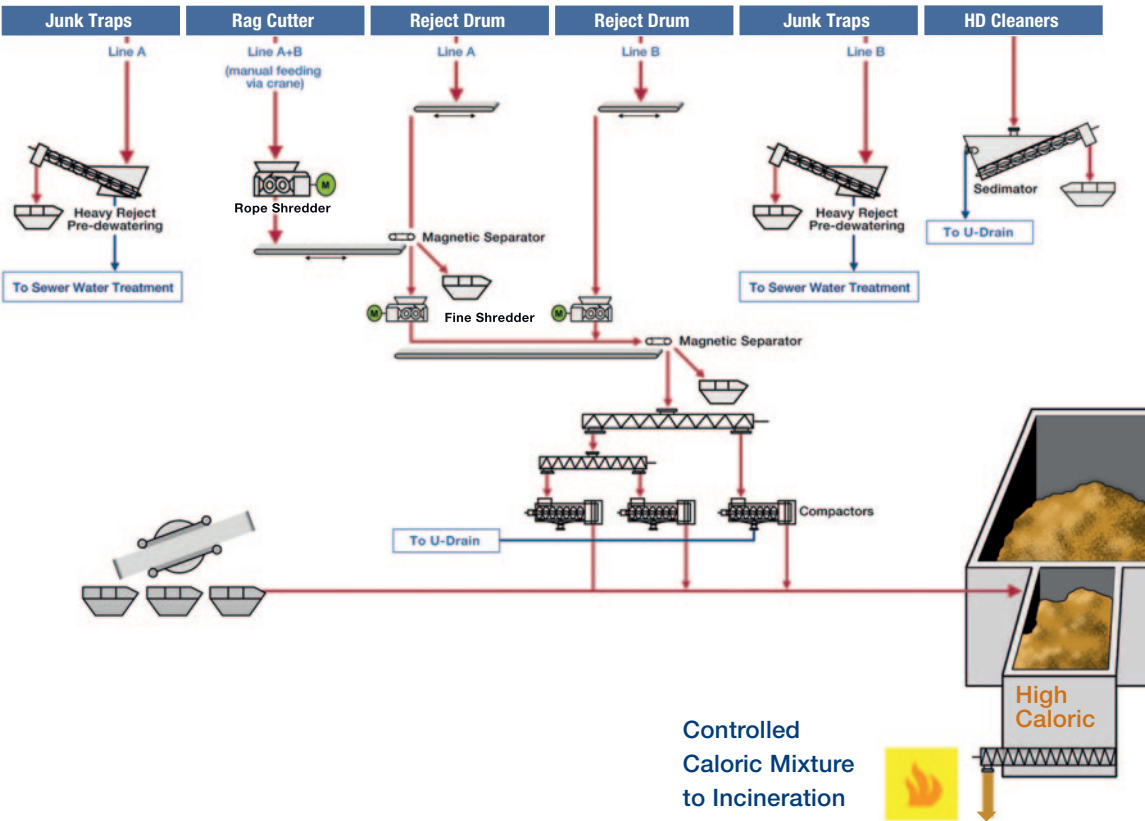 Junk Traps
Rag Cutter
Reject Drum
Reject Drum
Junk Traps
HD Cleaners
Line A
Line A+B
(manual feeding
via crane)
Line A
Line B
Line B
M
Rope Shredder
Heavy Reject
Pre-dewatering
Magnetic Separator
Heavy Reject
Pre-dewatering
Sedimator
To U-Drain
To Sewer Water Treatment
To Sewer Water Treatment
M
Fine Shredder
M
Magnetic Separator
Compactors
To U-Drain
High
Caloric
Controlled
Caloric Mixture
to Incineration